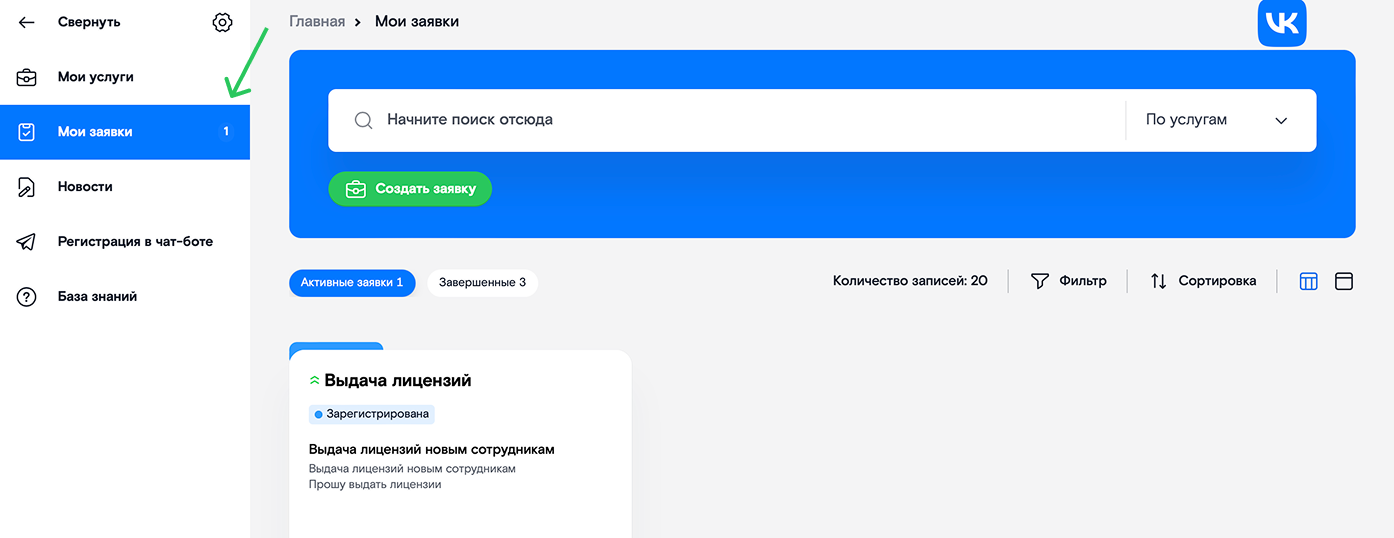 Свернуть
Мои услуги
Мои заявки 1
Новости
Регистрация в чат-боте
База знаний
Главная Мои заявки
VK
Начните поиск отсюда По услугам
Создать заявку
Активные заявки 1 Завершенные 3 Количество записей: 20 Фильтр Сортировка
Выдача лицензий
Зарегистрирована
Выдача лицензий новым сотрудникам
Выдача лицензий новым сотрудникам
Прошу выдать лицензии